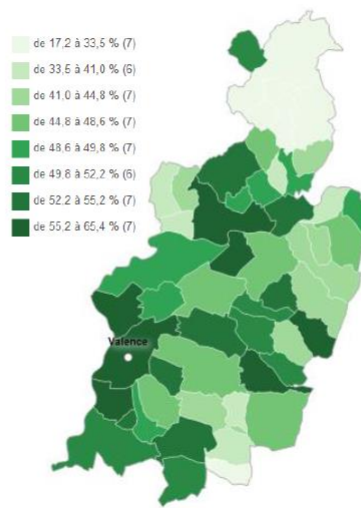 de 17,2 à 33,5 % (7)
de 33,5 à 41,0 % (6)
de 41,0 à 44,8 % (7)
de 44,8 à 48,6 % (7)
de 48,6 à 49,8 % (7)
de 49,8 à 52,2 % (6)
de 52,2 à 55,2 % (7)
de 55,2 à 65,4 % (7)
Valence